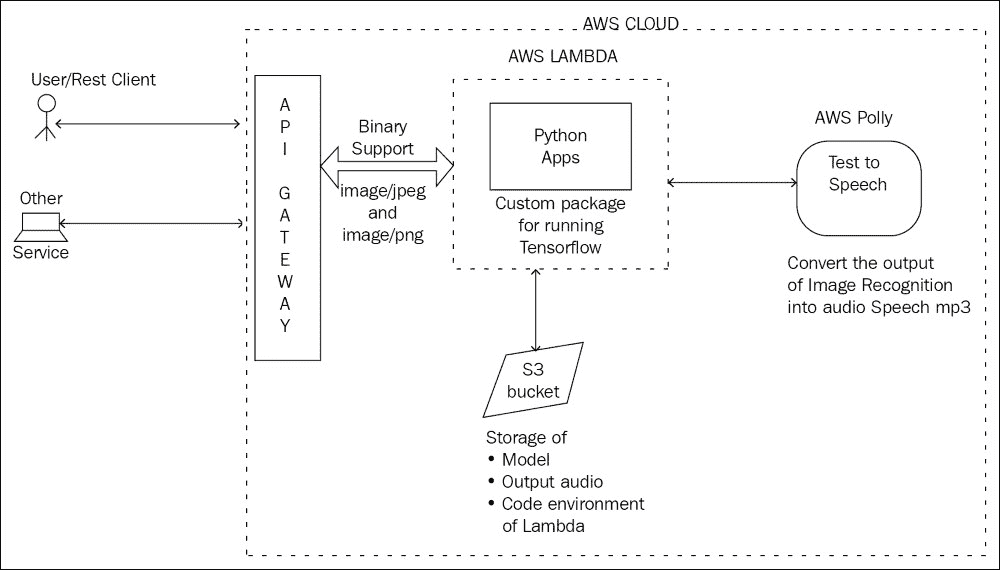 AWS CLOUD
AWS LAMBDA
User/Rest Client
Other
Service
A
P
I
G
A
T
E
W
A
Y
Binary
Support
image/jpeg
and
image/png
Python
Apps
Custom package
for running
Tensorflow
AWS Polly
Test to
Speech
Convert the output
of Image Recognition
into audio Speech mp3
S3
bucket
Storage of
• Model
• Output audio
• Code environment
of Lambda